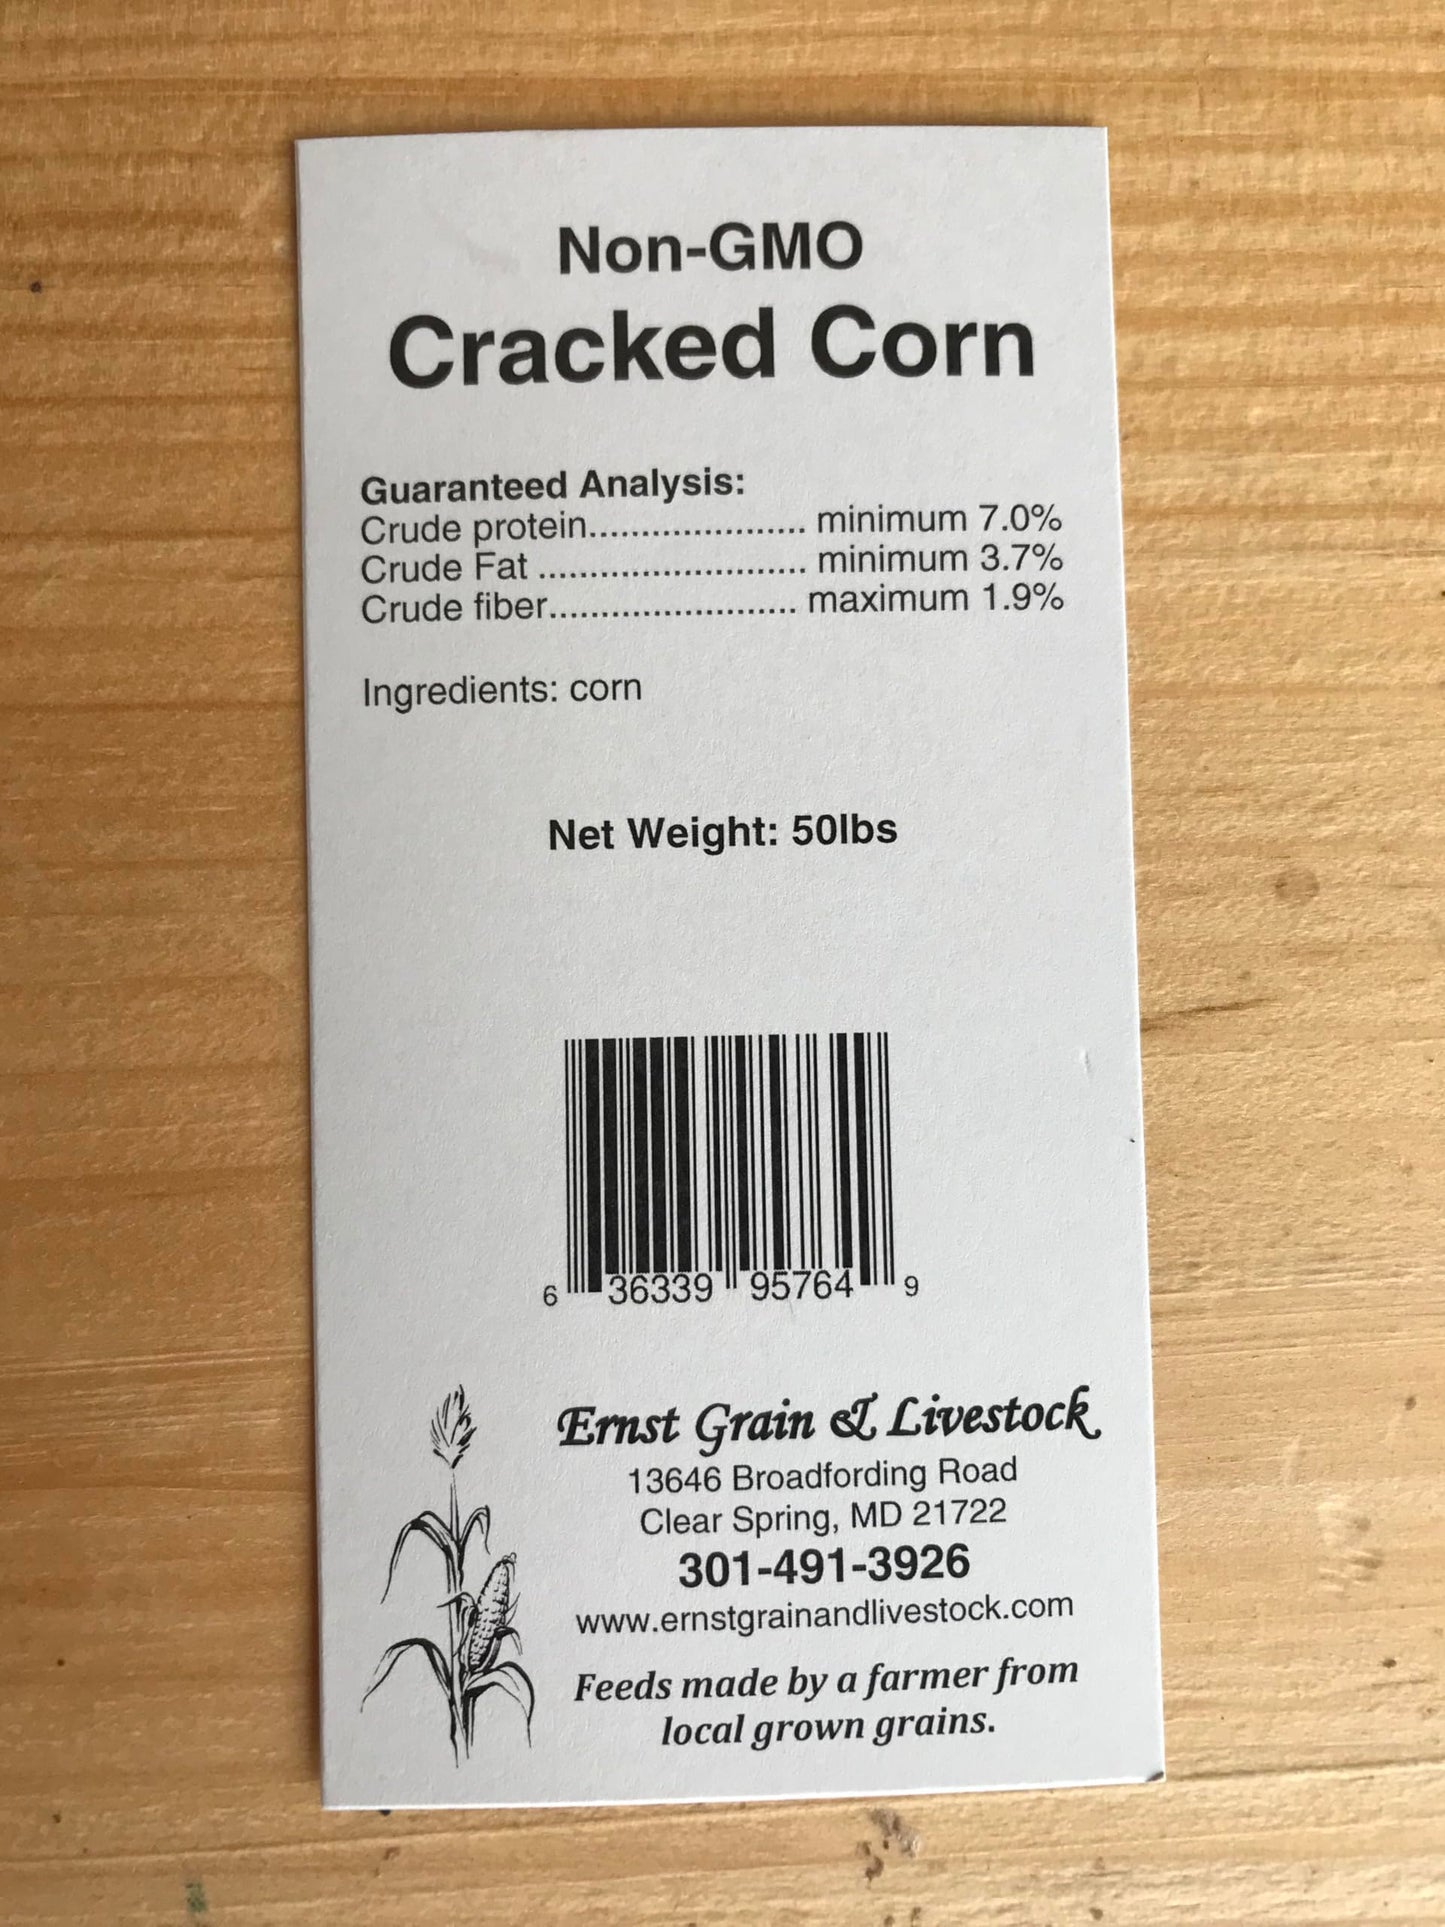 Non-GMO
Cracked Corn
Guaranteed Analysis:
Crude protein..................... minimum 7.0%
Crude Fat .......................... minimum 3.7%
Crude fiber........................ maximum 1.9%
Ingredients: corn
Net Weight: 50lbs
6 36339 95764 9
Ernst Grain & Livestock
13646 Broadfording Road
Clear Spring, MD 21722
301-491-3926
www.ernstgrainandlivestock.com
Feeds made by a farmer from
local grown grains.